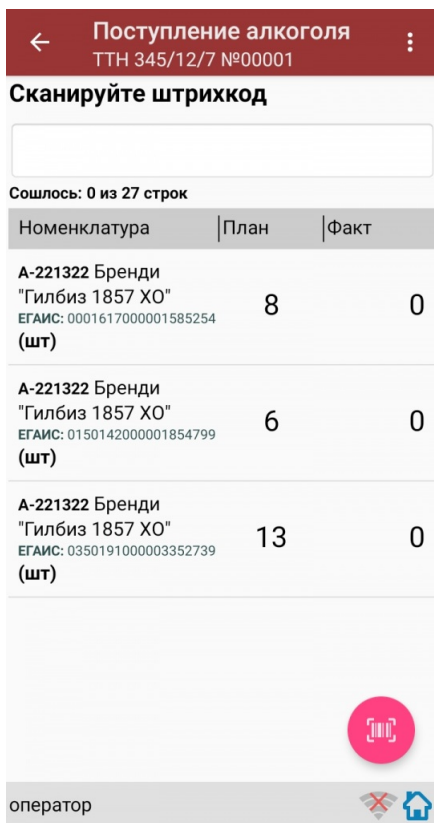 Поступление алкоголя
ТТН 345/12/7 №00001
Сканируйте штрихкод
Сошлось: 0 из 27 строк
Номенклатура План Факт
А-221322 Бренди
"Гилбиз 1857 ХО"
ЕГАИС: 0001617000001585254
(шт)
8 0
А-221322 Бренди
"Гилбиз 1857 ХО"
ЕГАИС: 0150142000001854799
(шт)
6 0
А-221322 Бренди
"Гилбиз 1857 ХО"
ЕГАИС: 0350191000003352739
(шт)
13 0
оператор